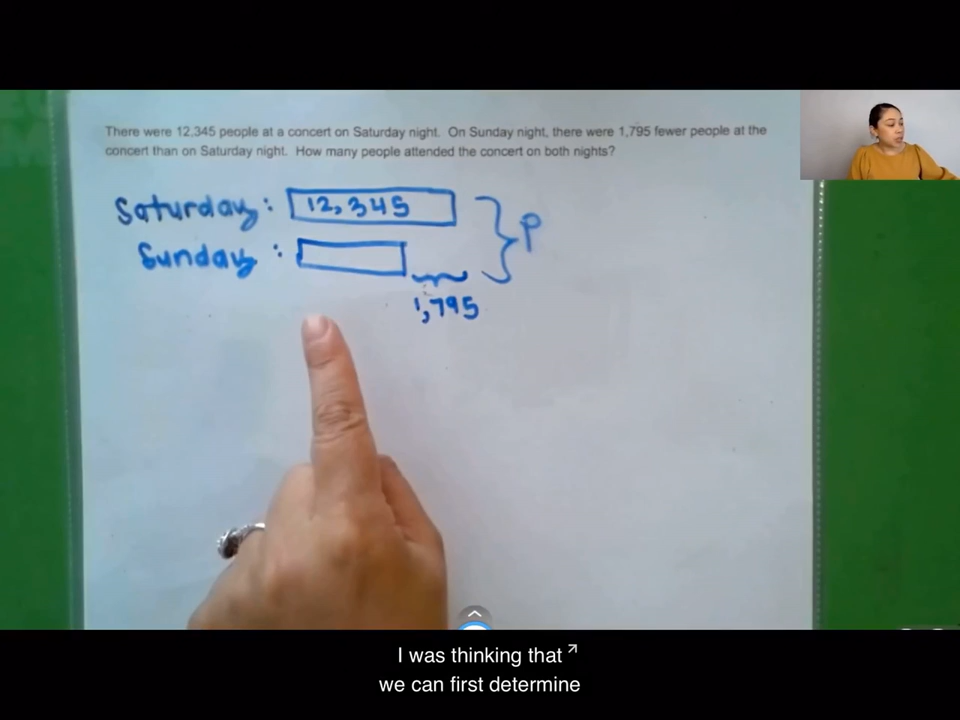 There were 12,345 people at a concert on Saturday night. On Sunday night, there were 1,795 fewer people at the
concert than on Saturday night. How many people attended the concert on both nights?
Saturday: 12,345
Sunday: P
1,795
I was thinking that
we can first determine